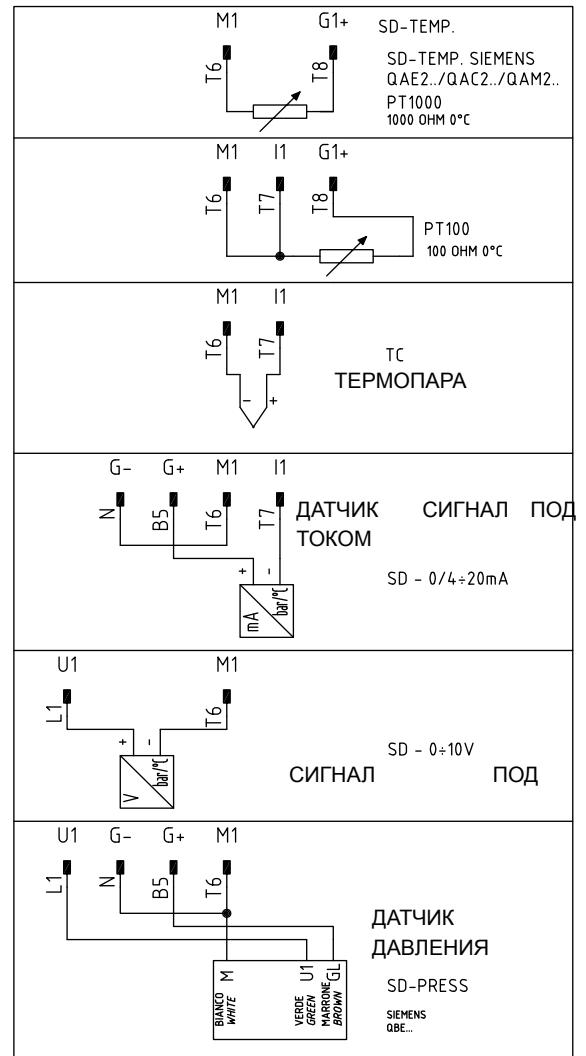 M1 G1+ SD-TEMP.
T6 T8
SD-TEMP. SIEMENS
QAE2../QAC2../QAM2..
PT1000
1000 OHM 0°C
M1 I1 G1+
T6 T7 T8
PT100
100 OHM 0°C
M1 I1
T6 T7
- +
TC
ТЕРМОПАРА
G- G+ M1 I1
N B5 T6 T7
ДАТЧИК СИГНАЛ ПОД
ТОКОМ
+ -
mA bar/°C
SD - 0/4÷20mA
U1 M1
L1 T6
+ -
V bar/°C
SD - 0÷10V
СИГНАЛ ПОД
U1 G- G+ M1
L1 N B5 T6
ДАТЧИК
ДАВЛЕНИЯ
M U1 GL
BIANCO VERDE MARRONE
WHITE GREEN BROWN
SD-PRESS
SIEMENS
QBE...